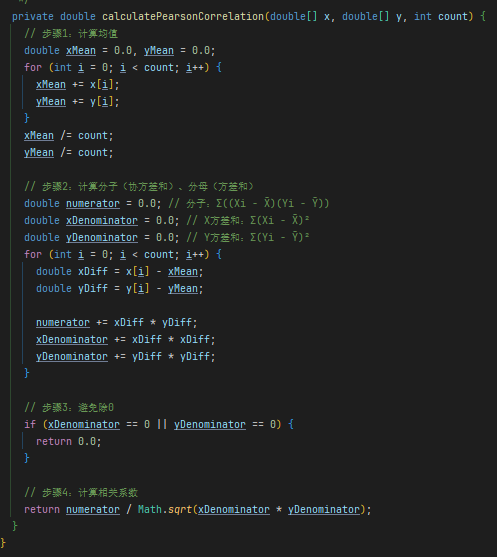 */
private double calculatePearsonCorrelation(double[] x, double[] y, int count) {
// 步骤1：计算均值
double xMean = 0.0, yMean = 0.0;
for (int i = 0; i < count; i++) {
xMean += x[i];
yMean += y[i];
}
xMean /= count;
yMean /= count;
// 步骤2：计算分子（协方差和）、分母（方差和）
double numerator = 0.0; // 分子：Σ((Xi - X̄)(Yi - Ȳ))
double xDenominator = 0.0; // X方差和：Σ(Xi - X̄)²
double yDenominator = 0.0; // Y方差和：Σ(Yi - Ȳ)²
for (int i = 0; i < count; i++) {
double xDiff = x[i] - xMean;
double yDiff = y[i] - yMean;
numerator += xDiff * yDiff;
xDenominator += xDiff * xDiff;
yDenominator += yDiff * yDiff;
}
// 步骤3：避免除0
if (xDenominator == 0 || yDenominator == 0) {
return 0.0;
}
// 步骤4：计算相关系数
return numerator / Math.sqrt(xDenominator * yDenominator);
}
}